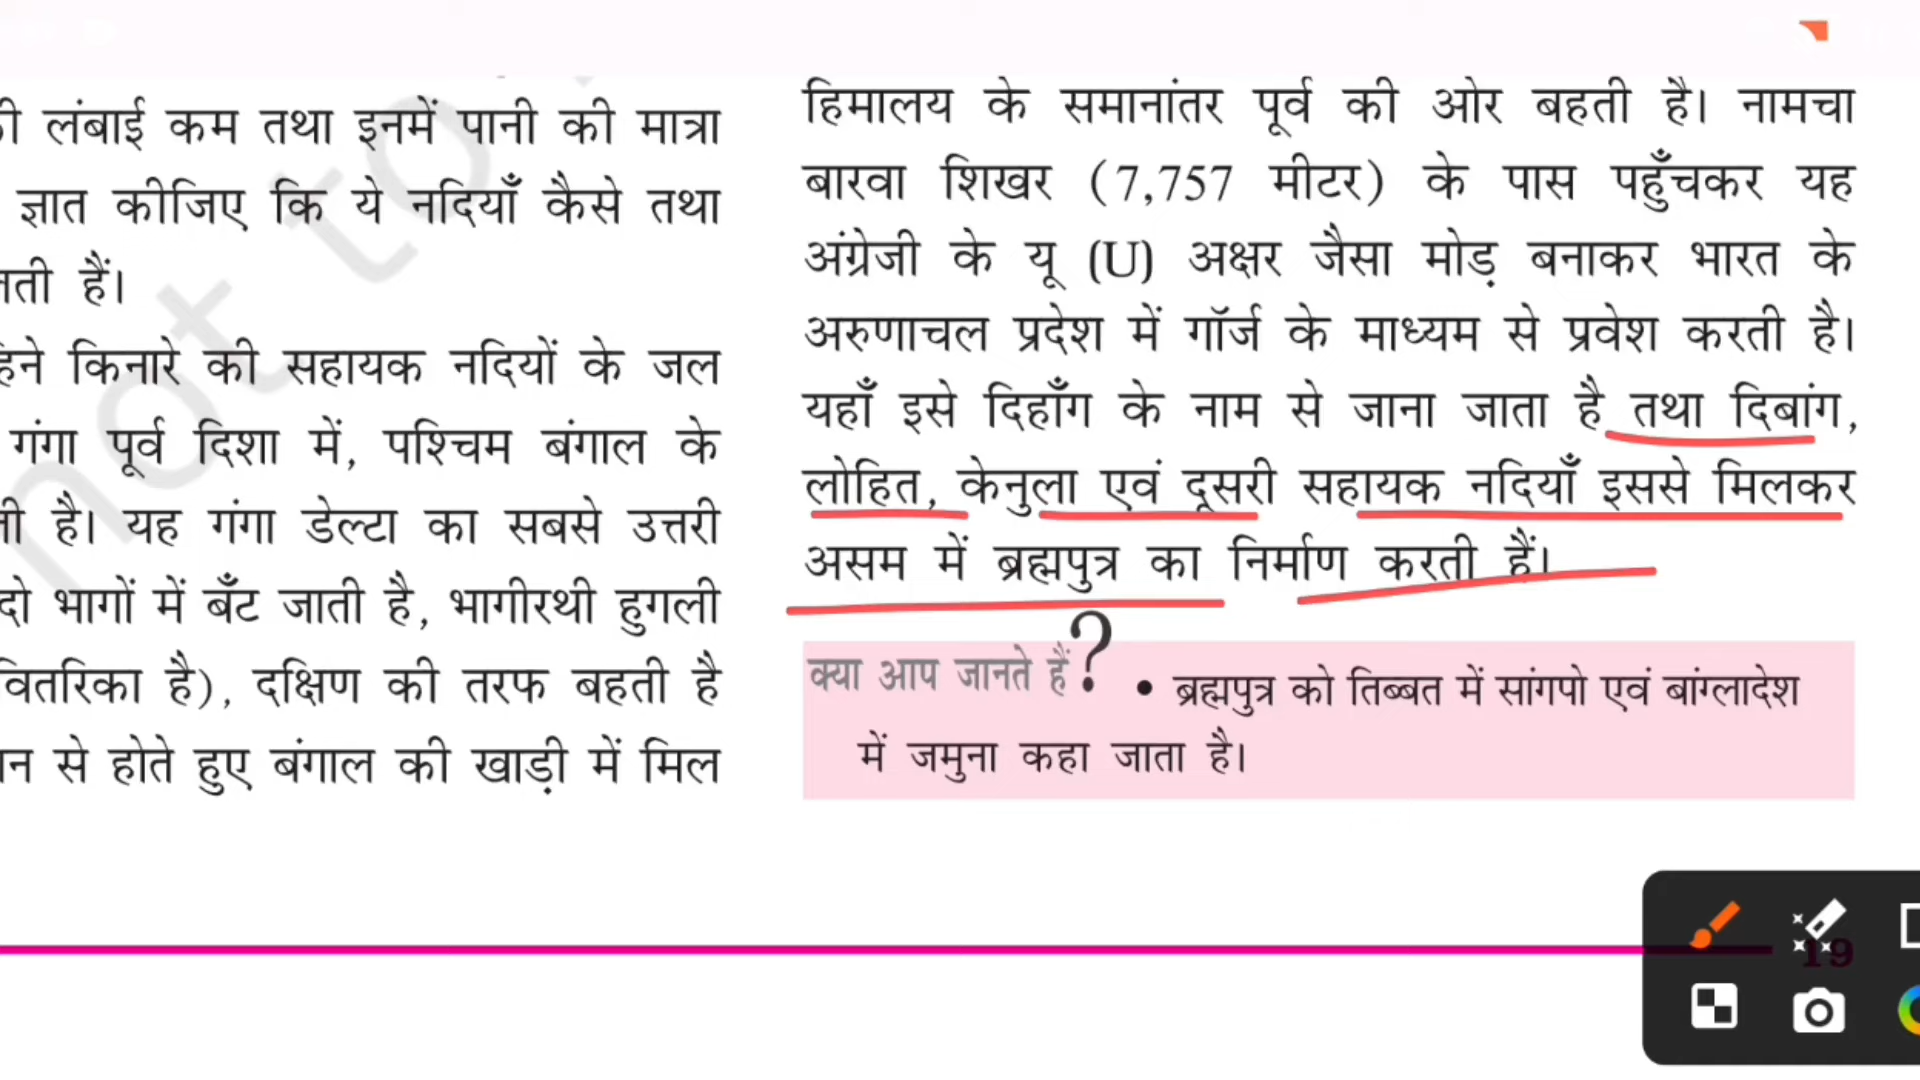 लंबाई कम तथा इनमें पानी की मात्रा
ज्ञात कीजिए कि ये नदियाँ कैसे तथा
हैं।
किनारे की सहायक नदियों के जल
गंगा पूर्व दिशा में, पश्चिम बंगाल के
है। यह गंगा डेल्टा का सबसे उत्तरी
दो भागों में बँट जाती है, भागीरथी हुगली
वितरिका है), दक्षिण की तरफ बहती है
से होते हुए बंगाल की खाड़ी में मिल
हिमालय के समानांतर पूर्व की ओर बहती है। नामचा
बारवा शिखर (7,757 मीटर) के पास पहुँचकर यह
अंग्रेजी के यू (U) अक्षर जैसा मोड़ बनाकर भारत के
अरुणाचल प्रदेश में गॉर्ज के माध्यम से प्रवेश करती है।
यहाँ इसे दिहाँग के नाम से जाना जाता है तथा दिबांग,
लोहित, केनुला एवं दूसरी सहायक नदियाँ इससे मिलकर
असम में ब्रह्मपुत्र का निर्माण करती हैं।
क्या आप जानते हैं? • ब्रह्मपुत्र को तिब्बत में सांगपो एवं बांग्लादेश
में जमुना कहा जाता है।
19
not to